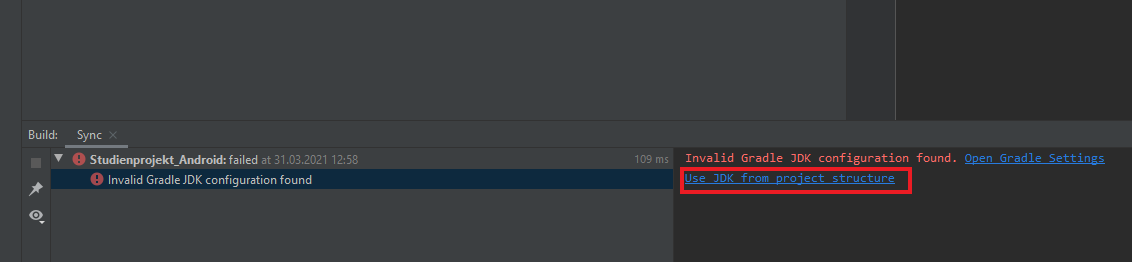 Build: Sync
Studienprojekt_Android: failed at 31.03.2021 12:58 109 ms
Invalid Gradle JDK configuration found
Invalid Gradle JDK configuration found. Open Gradle Settings
Use JDK from project structure